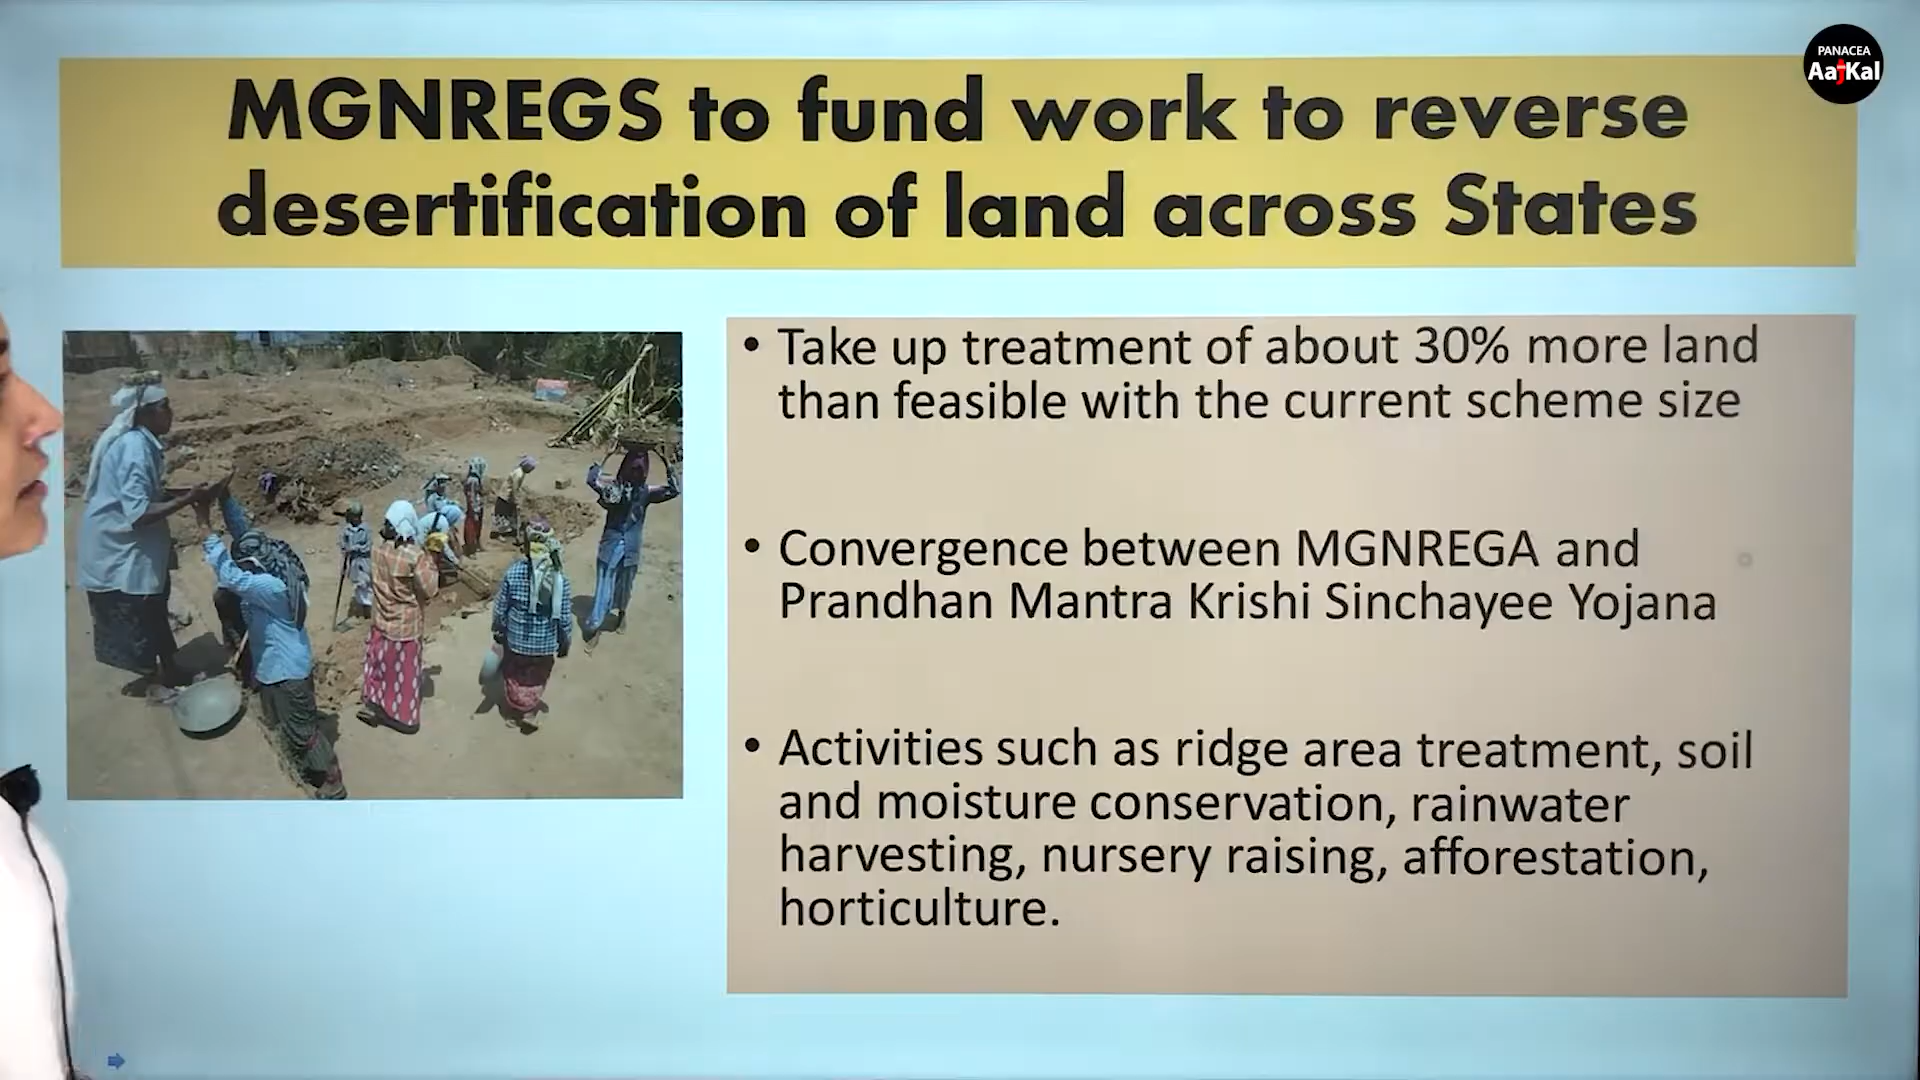 PANACEA
AajKal
MGNREGS to fund work to reverse
desertification of land across States
• Take up treatment of about 30% more land
than feasible with the current scheme size
• Convergence between MGNREGA and
Prandhan Mantra Krishi Sinchayee Yojana
• Activities such as ridge area treatment, soil
and moisture conservation, rainwater
harvesting, nursery raising, afforestation,
horticulture.